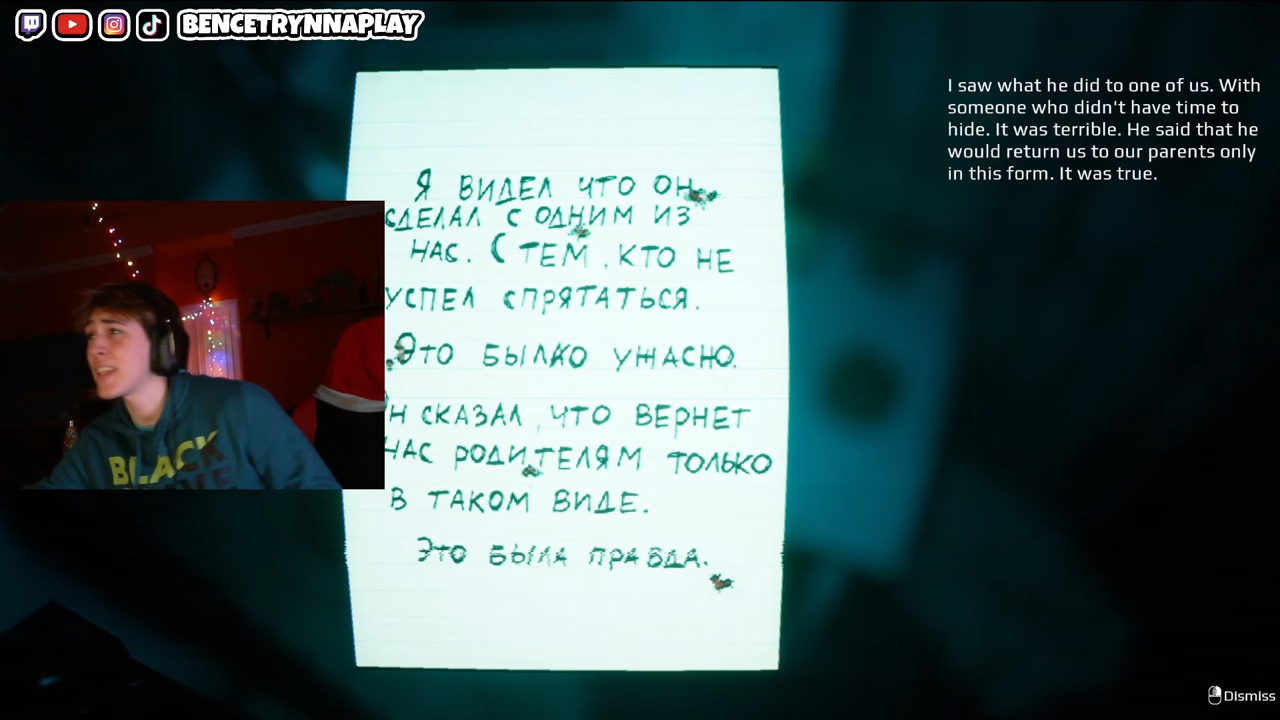 BENCETRYNNAPLAY
Я ВИДЕЛ ЧТО ОН
СДЕЛАЛ С ОДНИМ ИЗ
НАС. С ТЕМ, КТО НЕ
УСПЕЛ СПРЯТАТЬСЯ.
ЭТО БЫЛО УЖАСНО.
ОН СКАЗАЛ, ЧТО ВЕРНЕТ
НАС РОДИТЕЛЯМ ТОЛЬКО
В ТАКОМ ВИДЕ.
ЭТО БЫЛА ПРАВДА.
I saw what he did to one of us. With
someone who didn't have time to
hide. It was terrible. He said that he
would return us to our parents only
in this form. It was true.
BLACK
Dismiss